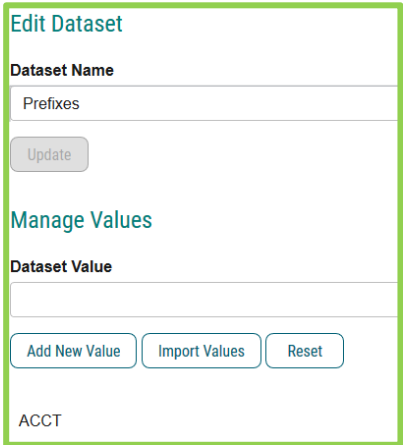 Edit Dataset
Dataset Name
Prefixes
Update
Manage Values
Dataset Value
Add New Value Import Values Reset
ACCT